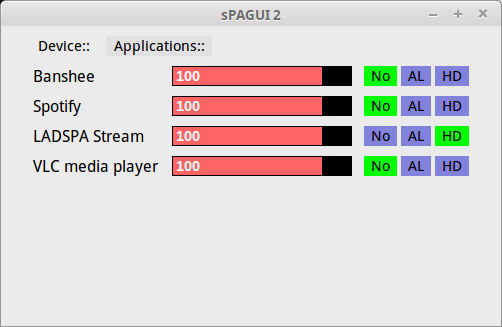 sPAGUI 2
Device:: Applications::
Banshee 100 No AL HD
Spotify 100 No AL HD
LADSPA Stream 100 No AL HD
VLC media player 100 No AL HD